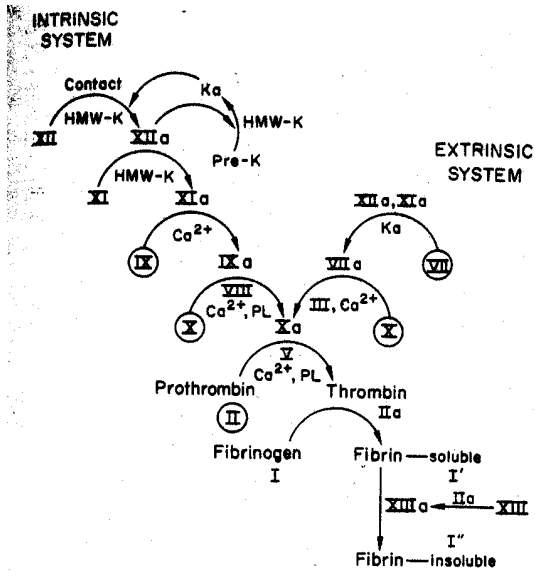 INTRINSIC
SYSTEM
Contact
Ka
HMW-K
HMW-K
XII
XIIa
Pre-K
EXTRINSIC
SYSTEM
HMW-K
XI
XIa
XIIa, XIa
Ka
Ca²⁺
IX
IXa
VIIa
VII
VIII
Ca²⁺, PL
III, Ca²⁺
X
Xa
X
V
Ca²⁺, PL
Prothrombin
Thrombin
II
IIa
Fibrinogen
Fibrin—soluble
I
I'
XIIIa
IIa
XIII
I"
Fibrin—insoluble